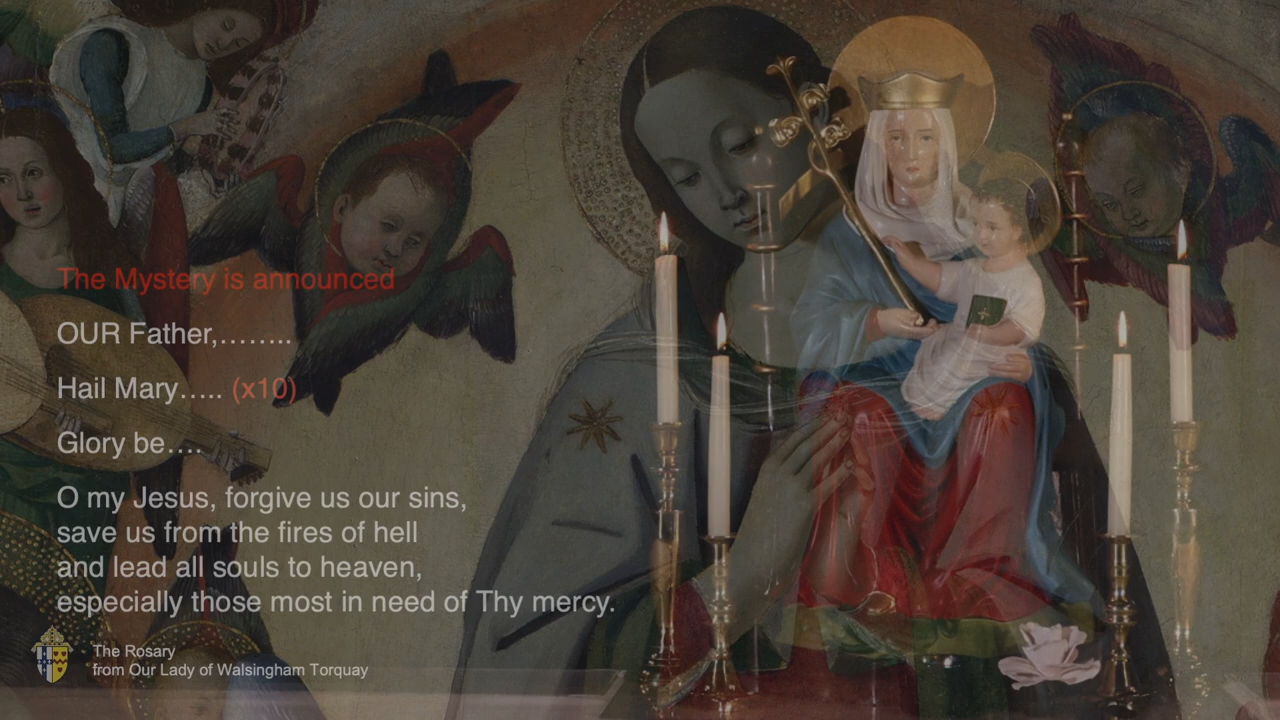 The Mystery is announced
OUR Father,……..
Hail Mary….. (x10)
Glory be….
O my Jesus, forgive us our sins,
save us from the fires of hell
and lead all souls to heaven,
especially those most in need of Thy mercy.
The Rosary
from Our Lady of Walsingham Torquay